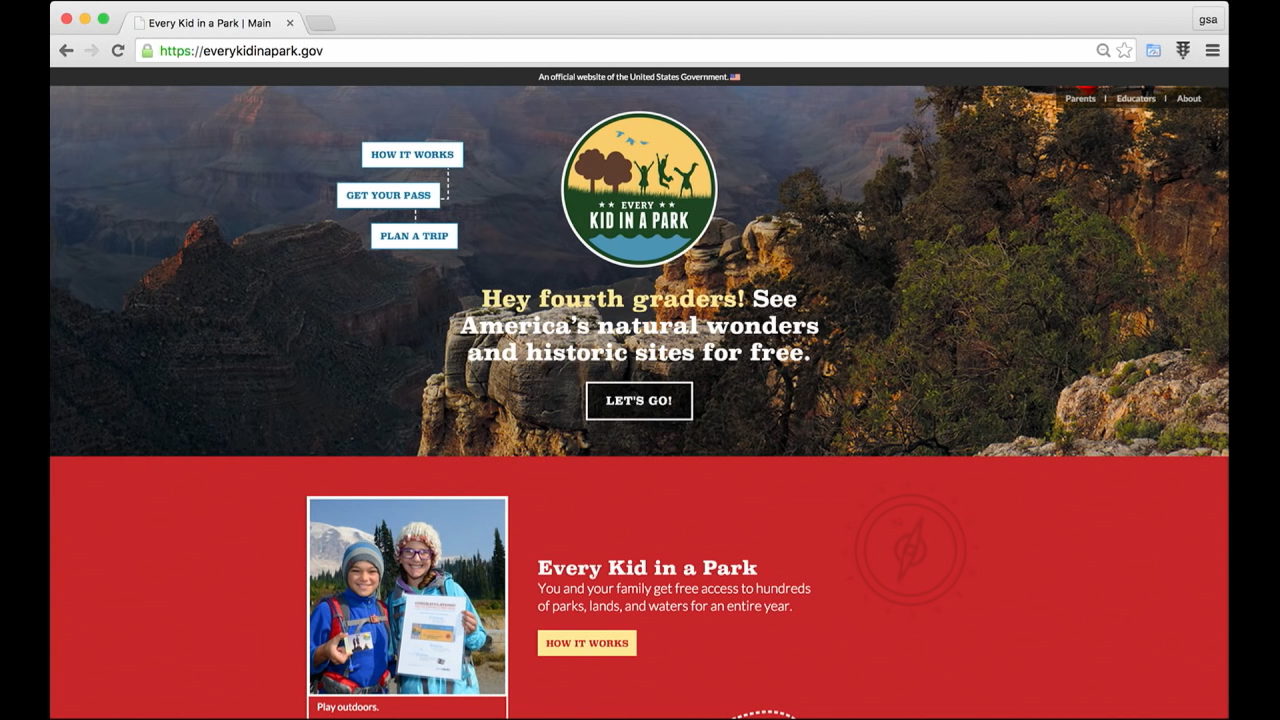 Every Kid in a Park | Main
gsa
https://everykidinapark.gov
An official website of the United States Government.
Parents | Educators | About
HOW IT WORKS
GET YOUR PASS
PLAN A TRIP
★★ EVERY ★★
KID IN A PARK
Hey fourth graders! See
America's natural wonders
and historic sites for free.
LET'S GO!
CONGRATULATIONS!
Every Kid in a Park
You and your family get free access to hundreds
of parks, lands, and waters for an entire year.
HOW IT WORKS
Play outdoors.